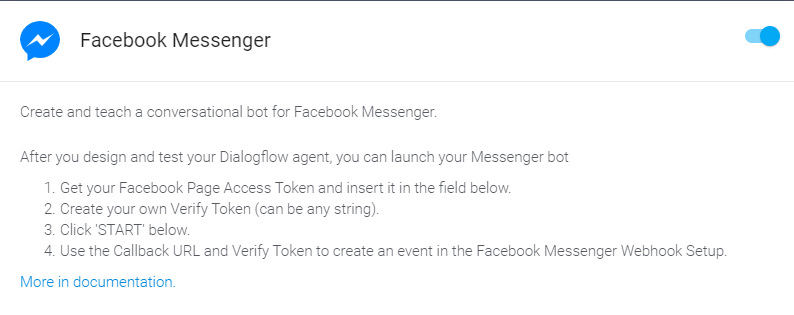 Facebook Messenger
Create and teach a conversational bot for Facebook Messenger.
After you design and test your Dialogflow agent, you can launch your Messenger bot
1. Get your Facebook Page Access Token and insert it in the field below.
2. Create your own Verify Token (can be any string).
3. Click 'START' below.
4. Use the Callback URL and Verify Token to create an event in the Facebook Messenger Webhook Setup.
More in documentation.